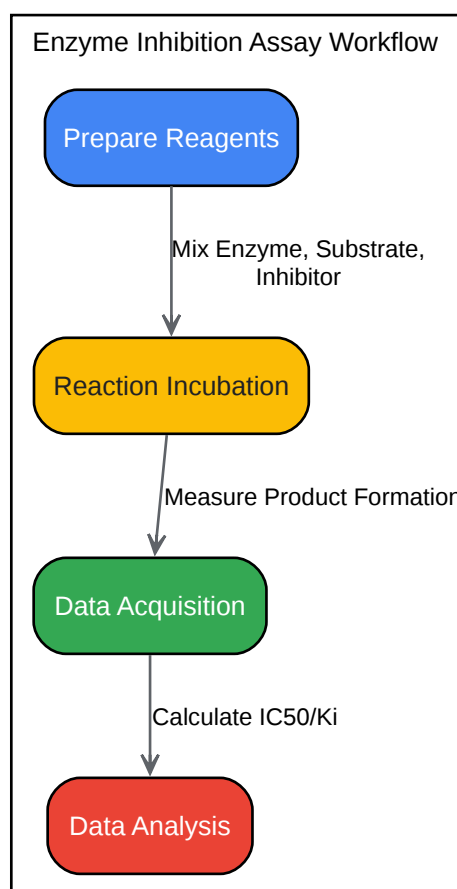 Enzyme Inhibition Assay Workflow
Prepare Reagents
Mix Enzyme, Substrate,
Inhibitor
Reaction Incubation
Measure Product Formation
Data Acquisition
Calculate IC50/Ki
Data Analysis